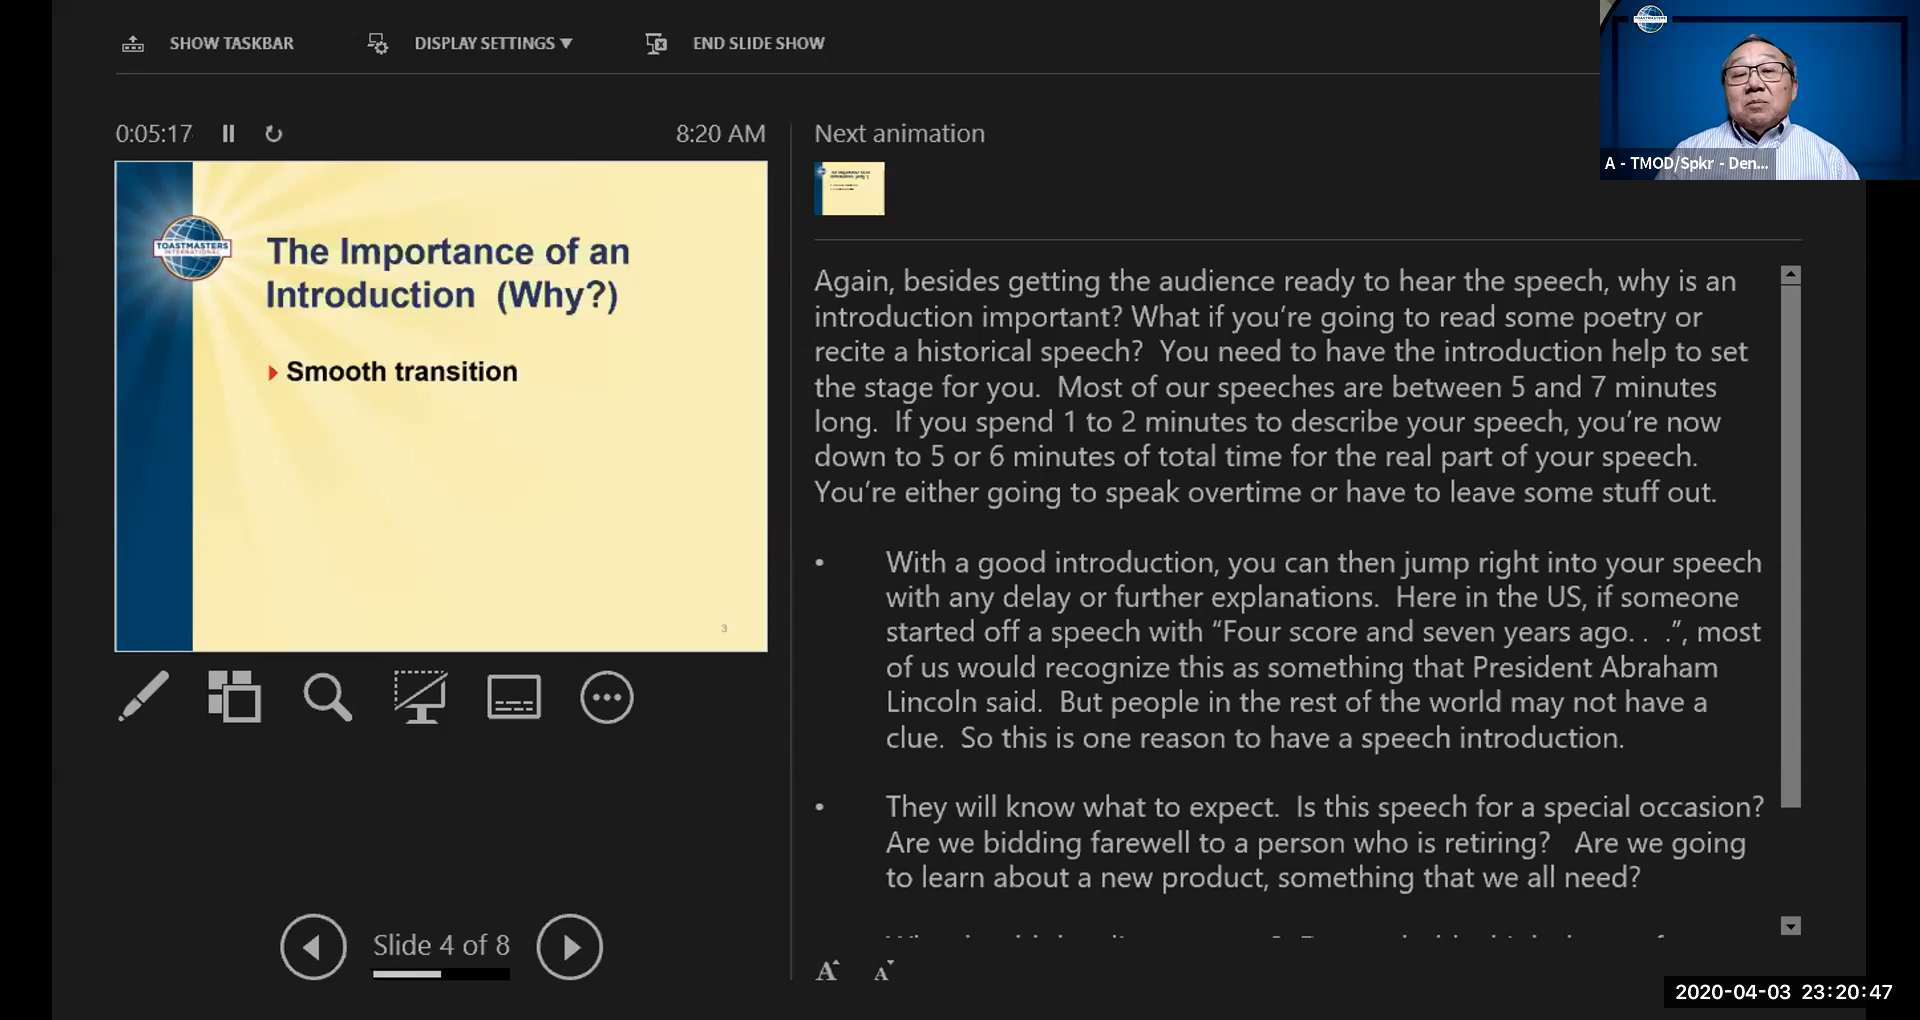 SHOW TASKBAR
DISPLAY SETTINGS ▼
END SLIDE SHOW
A - TMOD/Spkr - Den...
0:05:17
8:20 AM
Next animation
TOASTMASTERS
INTERNATIONAL
The Importance of an
Introduction (Why?)
Smooth transition
3
Again, besides getting the audience ready to hear the speech, why is an
introduction important? What if you’re going to read some poetry or
recite a historical speech? You need to have the introduction help to set
the stage for you. Most of our speeches are between 5 and 7 minutes
long. If you spend 1 to 2 minutes to describe your speech, you’re now
down to 5 or 6 minutes of total time for the real part of your speech.
You’re either going to speak overtime or have to leave some stuff out.
• With a good introduction, you can then jump right into your speech
with any delay or further explanations. Here in the US, if someone
started off a speech with “Four score and seven years ago. . .”, most
of us would recognize this as something that President Abraham
Lincoln said. But people in the rest of the world may not have a
clue. So this is one reason to have a speech introduction.
• They will know what to expect. Is this speech for a special occasion?
Are we bidding farewell to a person who is retiring? Are we going
to learn about a new product, something that we all need?
Slide 4 of 8
A A
2020-04-03 23:20:47